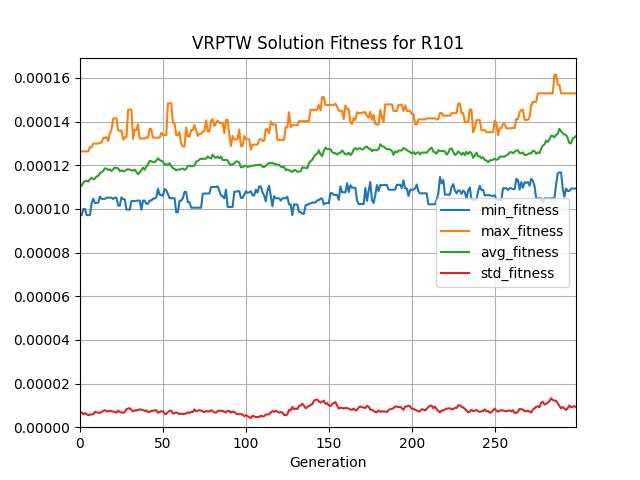 VRPTW Solution Fitness for R101
0.00016
0.00014
0.00012
0.00010
0.00008
0.00006
0.00004
0.00002
0.00000
min_fitness
max_fitness
avg_fitness
std_fitness
0 50 100 150 200 250
Generation